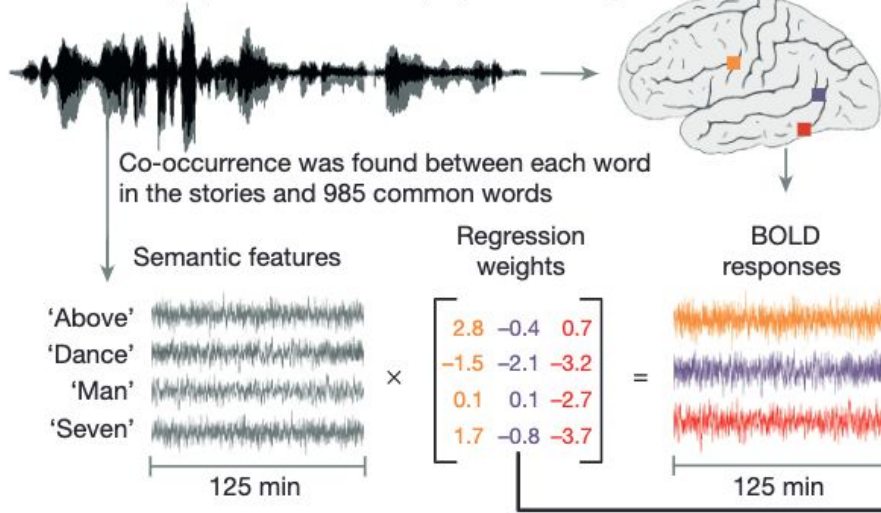 Co-occurrence was found between each word
in the stories and 985 common words
Semantic features
Regression
weights
BOLD
responses
‘Above’
‘Dance’
‘Man’
‘Seven’
×
2.8 −0.4 0.7
−1.5 −2.1 −3.2
0.1 0.1 −2.7
1.7 −0.8 −3.7
=
125 min
125 min